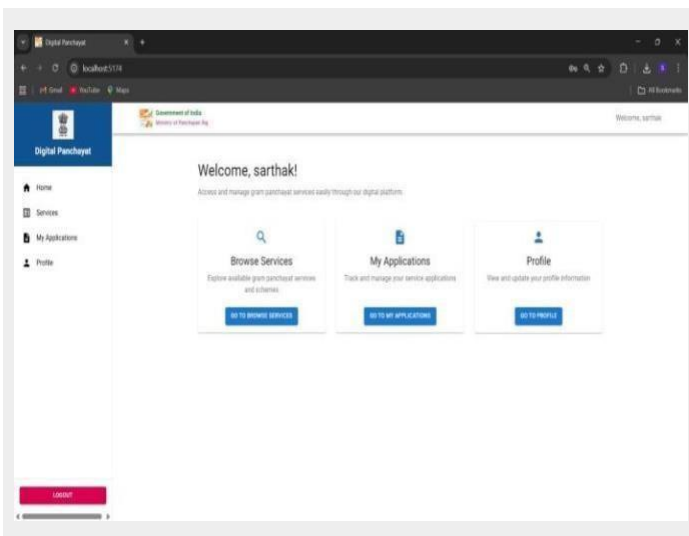 Digital Panchayat
localhost:5174
Gmail YouTube Maps
All Bookmarks
Digital Panchayat
Government of India
Ministry of Panchayati Raj
Welcome, sarthak
Home
Services
My Applications
Profile
Welcome, sarthak!
Access and manage gram panchayat services easily through our digital platform.
Browse Services
Explore available gram panchayat services
and schemes
GO TO BROWSE SERVICES
My Applications
Track and manage your service applications
GO TO MY APPLICATIONS
Profile
View and update your profile information
GO TO PROFILE
LOGOUT